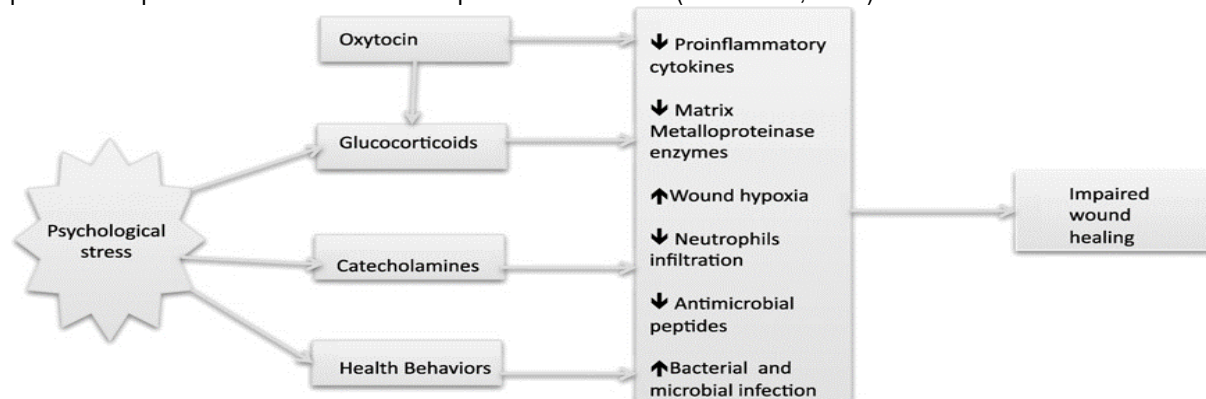 Oxytocin
Glucocorticoids
Psychological
stress
Catecholamines
Health Behaviors
↓ Proinflammatory
cytokines
↓ Matrix
Metalloproteinase
enzymes
↑Wound hypoxia
↓ Neutrophils
infiltration
↓ Antimicrobial
peptides
↑Bacterial and
microbial infection
Impaired
wound
healing